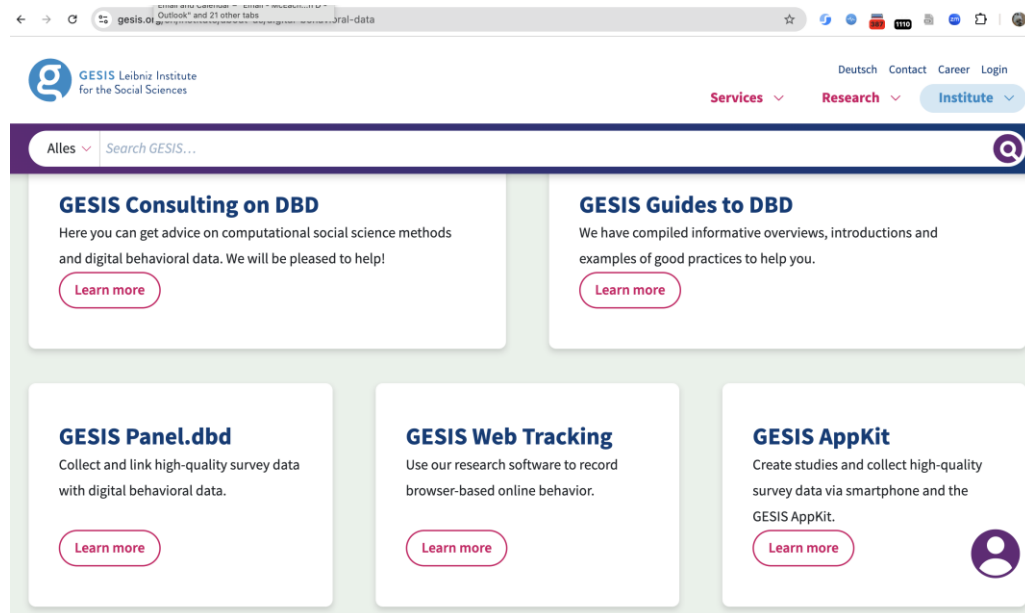 Outlook" and 21 other tabs
gesis.org
digital-behavioral-data
587
1110
zm
GESIS Leibniz Institute
for the Social Sciences
Deutsch Contact Career Login
Services Research Institute
Alles Search GESIS...
GESIS Consulting on DBD
Here you can get advice on computational social science methods
and digital behavioral data. We will be pleased to help!
Learn more
GESIS Guides to DBD
We have compiled informative overviews, introductions and
examples of good practices to help you.
Learn more
GESIS Panel.dbd
Collect and link high-quality survey data
with digital behavioral data.
Learn more
GESIS Web Tracking
Use our research software to record
browser-based online behavior.
Learn more
GESIS AppKit
Create studies and collect high-quality
survey data via smartphone and the
GESIS AppKit.
Learn more